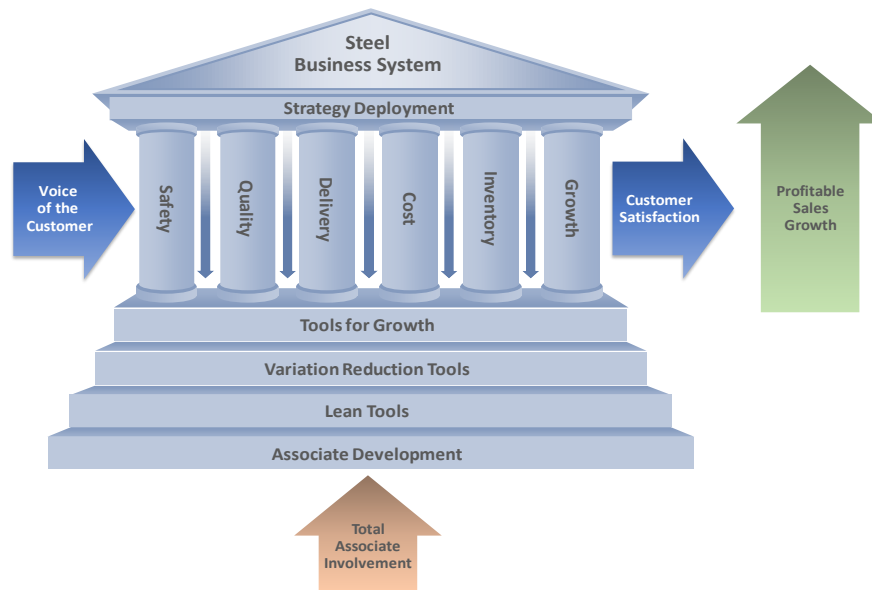 Steel
Business System
Strategy Deployment
Voice
of the
Customer
Safety
Quality
Delivery
Cost
Inventory
Growth
Customer
Satisfaction
Profitable
Sales
Growth
Tools for Growth
Variation Reduction Tools
Lean Tools
Associate Development
Total
Associate
Involvement